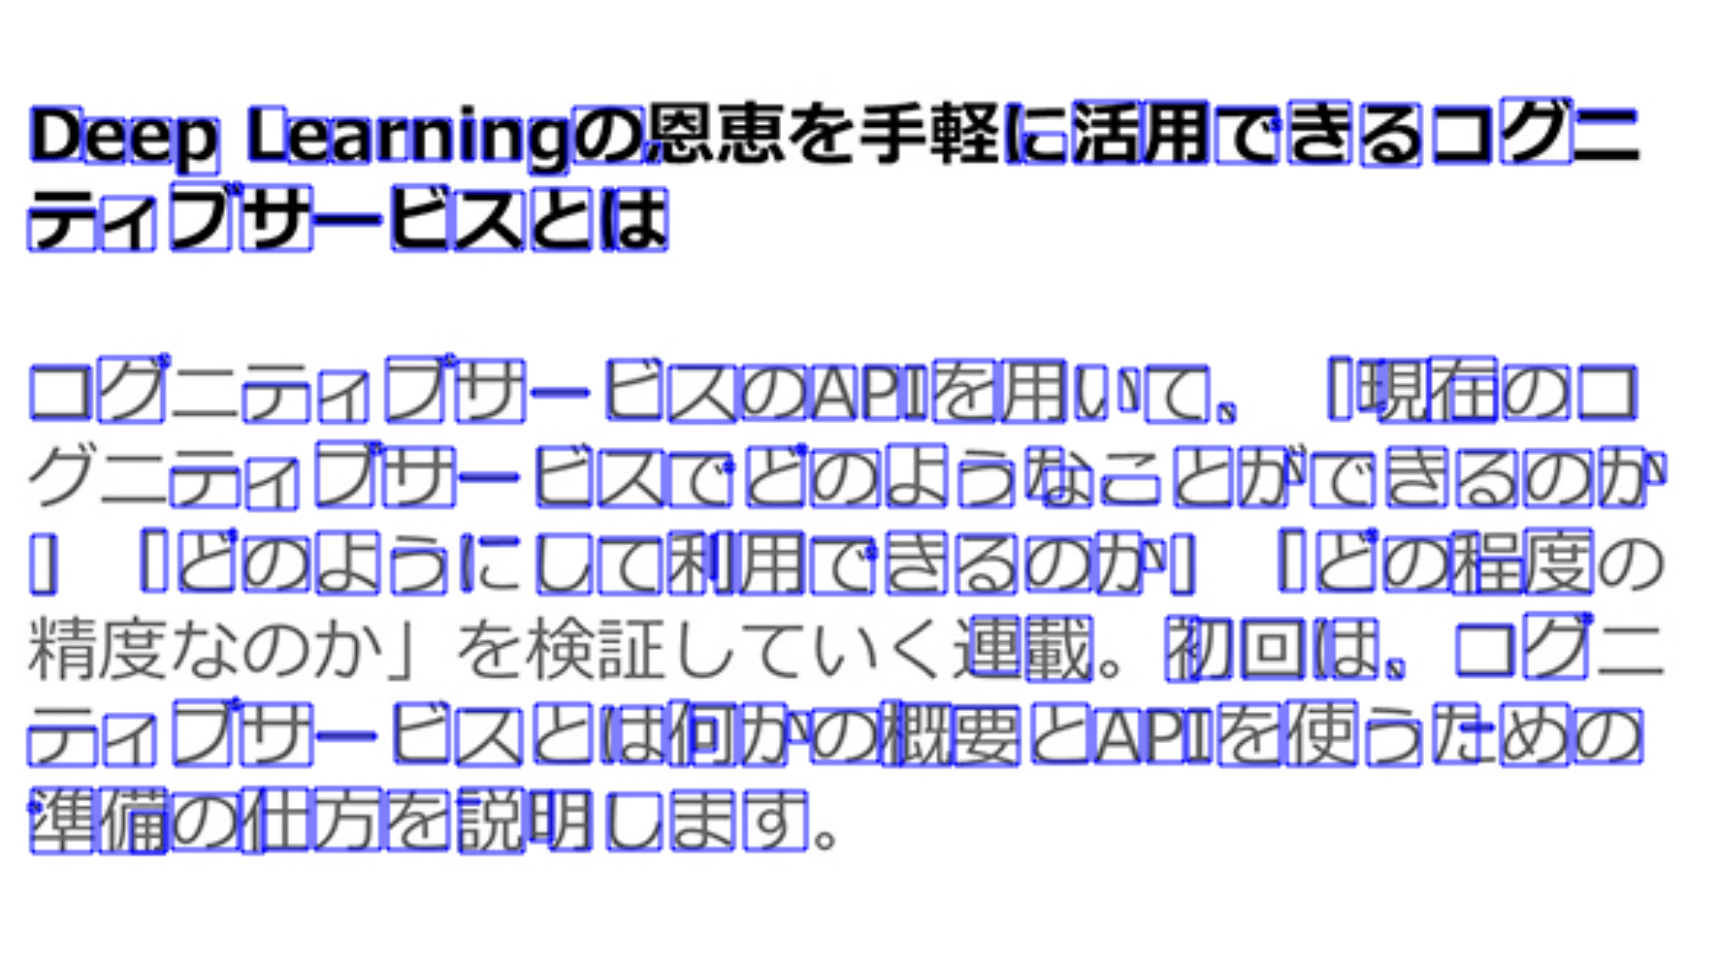 Deep Learningの恩恵を手軽に活用できるコグニ
ティブサービスとは
コグニティブサービスのAPIを用いて、「現在のコ
グニティブサービスでどのようなことができるのか
」「どのようにして利用できるのか」「どの程度の
精度なのか」を検証していく連載。初回は、コグニ
ティブサービスとは何かの概要とAPIを使うための
準備の仕方を説明します。